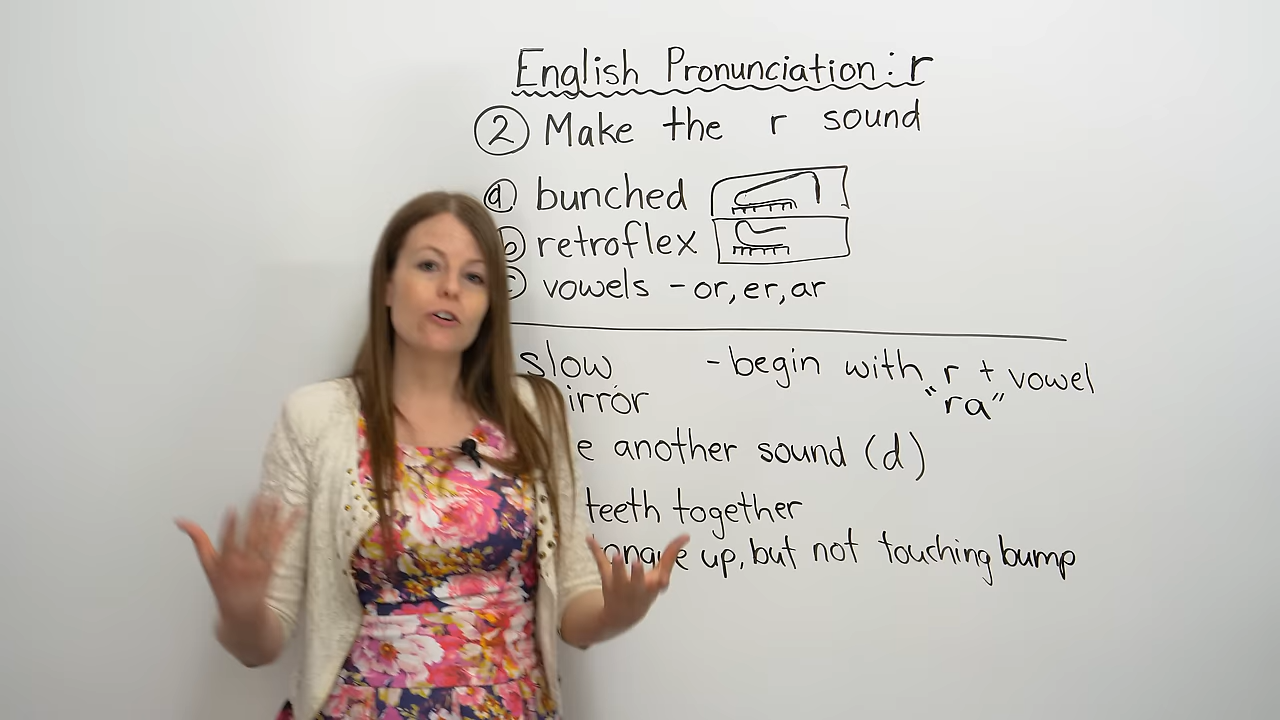 English Pronunciation: r
② Make the r sound
ⓐ bunched
ⓑ retroflex
ⓒ vowels - or, er, ar
slow
- begin with r + vowel
"ra"
another sound (d)
teeth together
up, but not touching bump